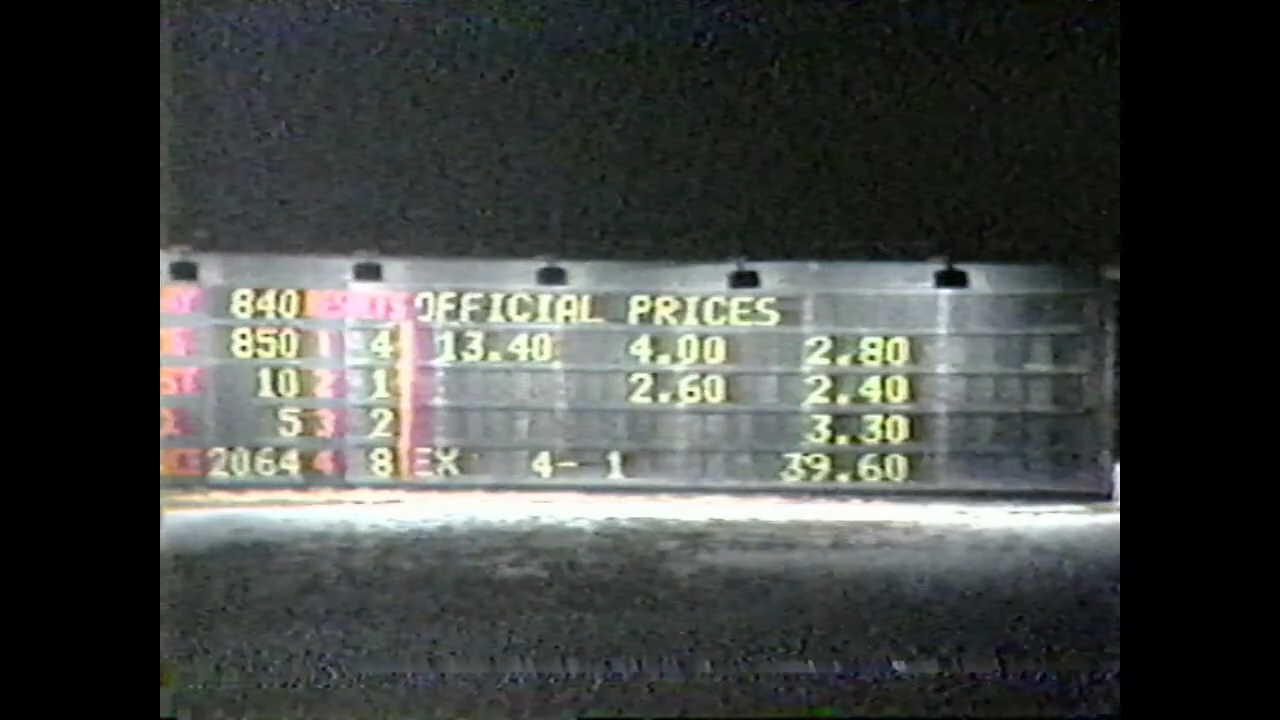 840 RESULTS OFFICIAL PRICES
850 1 4 13.40 4.00 2.80
10 2 1 2.60 2.40
5 3 2 3.30
2064 4 8 EX 4- 1 39.60